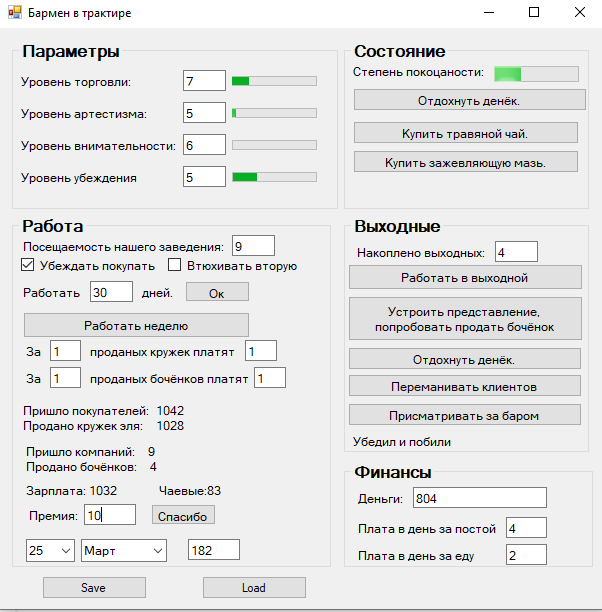 Бармен в трактире
Параметры
Уровень торговли: 7
Уровень артестизма: 5
Уровень внимательности: 6
Уровень убеждения 5
Состояние
Степень покоцаности:
Отдохнуть денёк.
Купить травяной чай.
Купить зажевляющую мазь.
Работа
Посещаемость нашего заведения: 9
Убеждать покупать Втюхивать вторую
Работать 30 дней. Ок
Работать неделю
За 1 проданых кружек платят 1
За 1 проданых бочёнков платят 1
Пришло покупателей: 1042
Продано кружек эля: 1028
Пришло компаний: 9
Продано бочёнков: 4
Зарплата: 1032 Чаевые:83
Премия: 10 Спасибо
25 Март 182
Save Load
Выходные
Накоплено выходных: 4
Работать в выходной
Устроить представление,
попробовать продать бочёнок
Отдохнуть денёк.
Переманивать клиентов
Присматривать за баром
Убедил и побили
Финансы
Деньги: 804
Плата в день за постой 4
Плата в день за еду 2